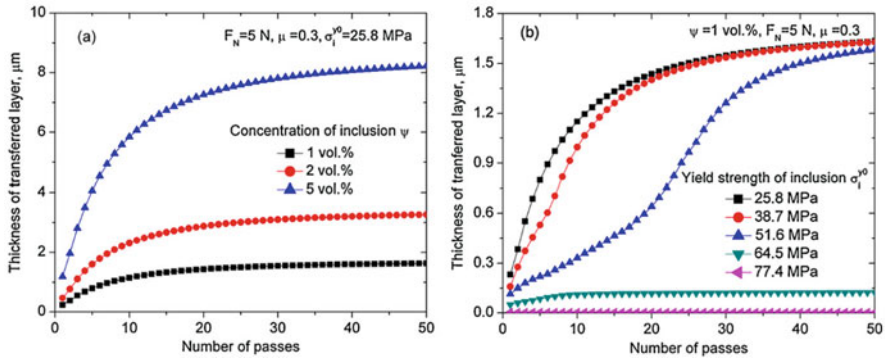 (a)
F_N=5 N, μ =0.3, σ_I^y0=25.8 MPa
Thickness of transferred layer, μm
12
10
8
6
4
2
0
Concentration of inclusion ψ
1 vol.%
2 vol.%
5 vol.%
0 10 20 30 40 50
Number of passes
(b)
ψ =1 vol.%, F_N=5 N, μ =0.3
Thickness of tranferred layer, μm
1.8
1.5
1.2
0.9
0.6
0.3
0.0
Yield strength of inclusion σ_I^y0
25.8 MPa
38.7 MPa
51.6 MPa
64.5 MPa
77.4 MPa
0 10 20 30 40 50
Number of passes